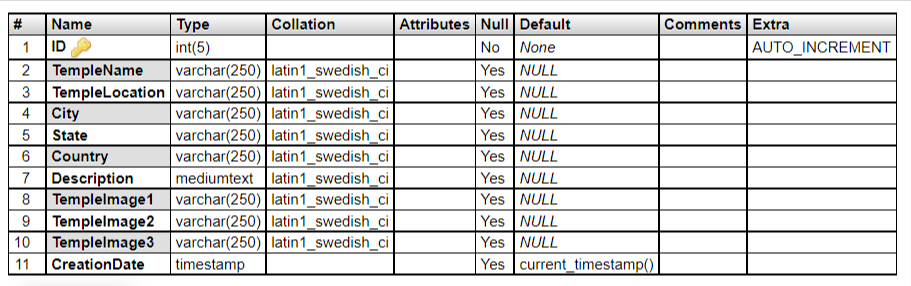 # Name Type Collation Attributes Null Default Comments Extra
1 ID int(5) No None AUTO_INCREMENT
2 TempleName varchar(250) latin1_swedish_ci Yes NULL
3 TempleLocation varchar(250) latin1_swedish_ci Yes NULL
4 City varchar(250) latin1_swedish_ci Yes NULL
5 State varchar(250) latin1_swedish_ci Yes NULL
6 Country varchar(250) latin1_swedish_ci Yes NULL
7 Description mediumtext latin1_swedish_ci Yes NULL
8 TempleImage1 varchar(250) latin1_swedish_ci Yes NULL
9 TempleImage2 varchar(250) latin1_swedish_ci Yes NULL
10 TempleImage3 varchar(250) latin1_swedish_ci Yes NULL
11 CreationDate timestamp Yes current_timestamp()